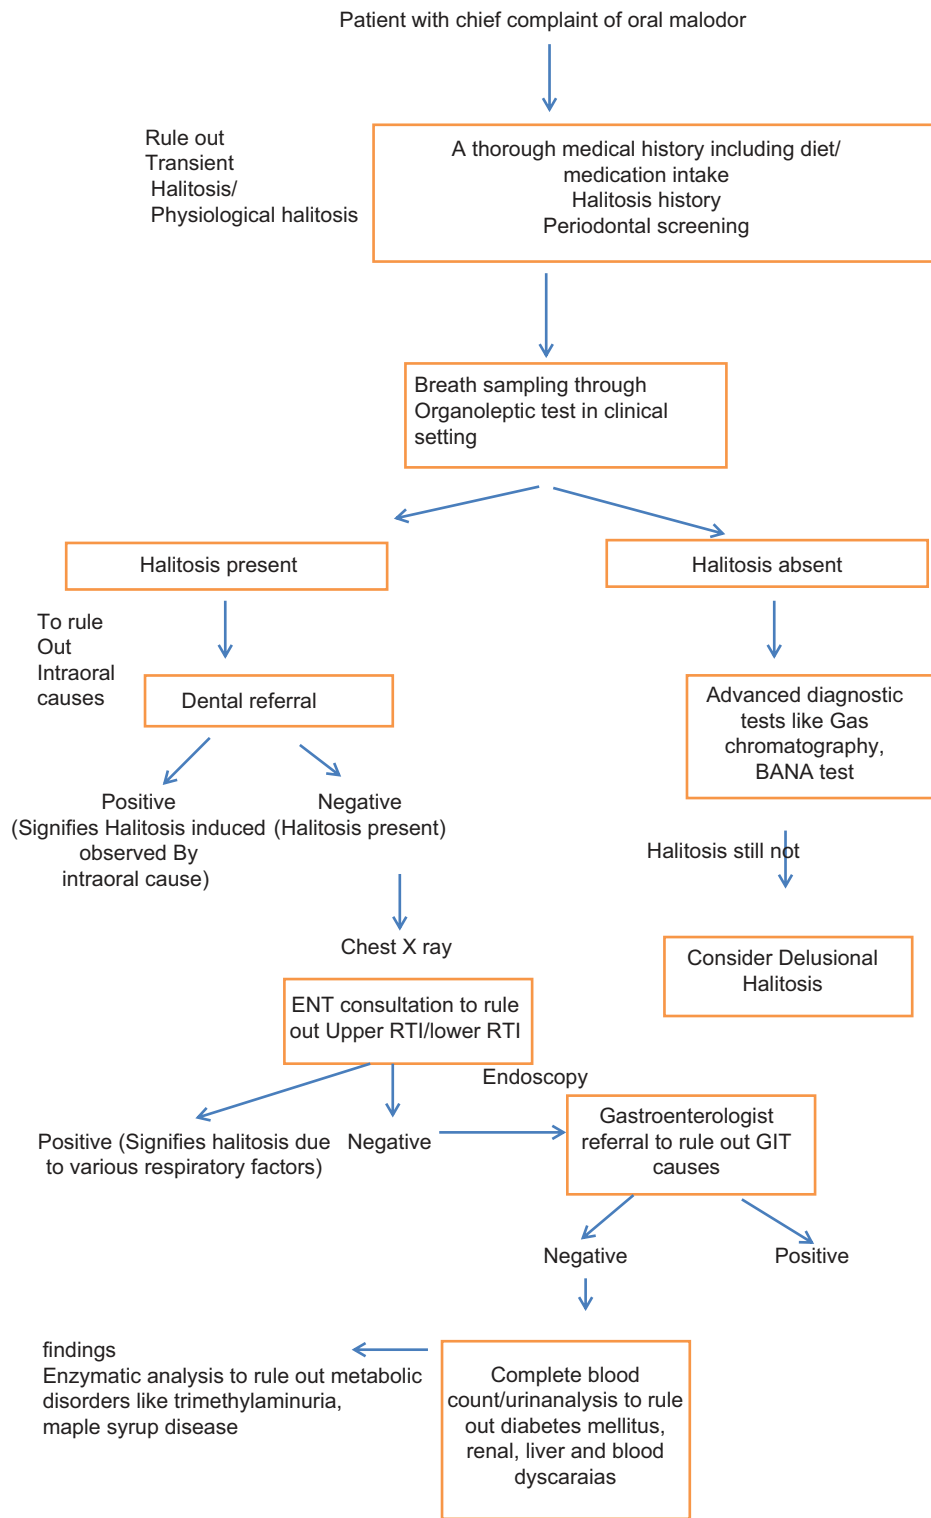 Patient with chief complaint of oral malodor
Rule out
Transient
Halitosis/
Physiological halitosis
A thorough medical history including diet/
medication intake
Halitosis history
Periodontal screening
Breath sampling through
Organoleptic test in clinical
setting
Halitosis present
Halitosis absent
To rule
Out
Intraoral
causes
Dental referral
Advanced diagnostic
tests like Gas
chromatography,
BANA test
Positive
(Signifies Halitosis induced
observed By
intraoral cause)
Negative
(Halitosis present)
Halitosis still not
Chest X ray
Consider Delusional
Halitosis
ENT consultation to rule
out Upper RTI/lower RTI
Endoscopy
Positive (Signifies halitosis due
to various respiratory factors)
Negative
Gastroenterologist
referral to rule out GIT
causes
Negative
Positive
findings
Enzymatic analysis to rule out metabolic
disorders like trimethylaminuria,
maple syrup disease
Complete blood
count/urinanalysis to rule
out diabetes mellitus,
renal, liver and blood
dyscaraias